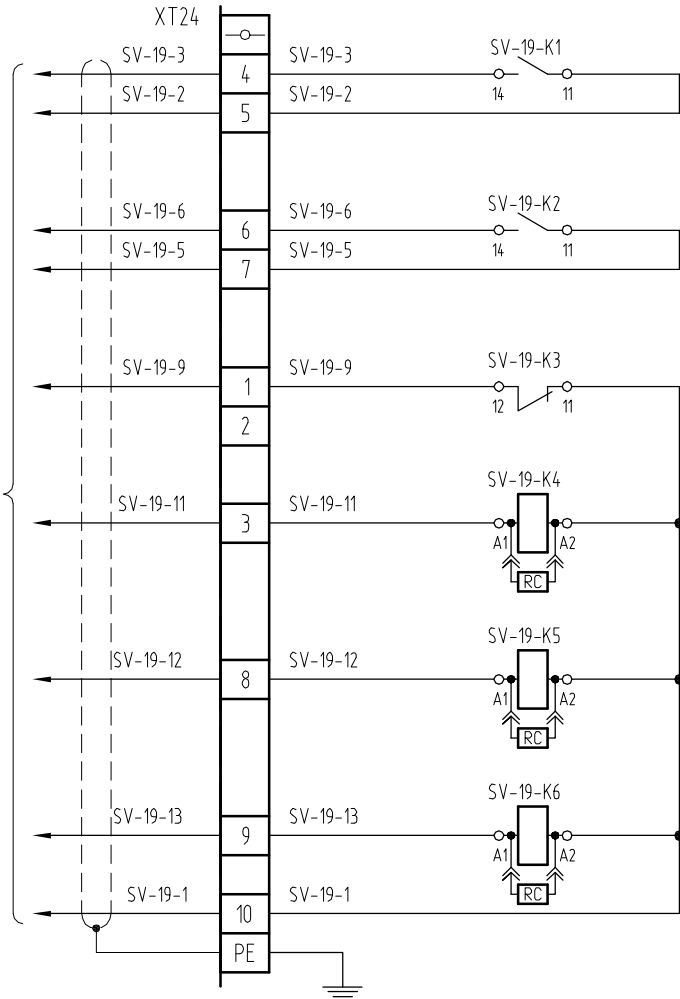 XT24
SV-19-3 4 SV-19-3 SV-19-K1
14 11
SV-19-2 5 SV-19-2
SV-19-6 6 SV-19-6 SV-19-K2
14 11
SV-19-5 7 SV-19-5
SV-19-9 1 SV-19-9 SV-19-K3
12 11
2
SV-19-11 3 SV-19-11 SV-19-K4
A1 A2
RC
SV-19-12 8 SV-19-12 SV-19-K5
A1 A2
RC
SV-19-13 9 SV-19-13 SV-19-K6
A1 A2
RC
SV-19-1 10 SV-19-1
PE